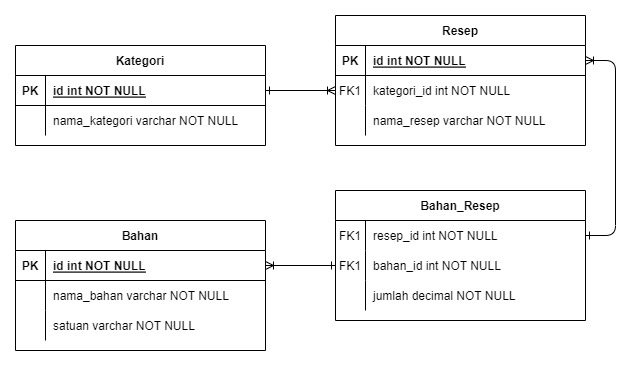 Kategori
PK id int NOT NULL
nama_kategori varchar NOT NULL
Resep
PK id int NOT NULL
FK1 kategori_id int NOT NULL
nama_resep varchar NOT NULL
Bahan
PK id int NOT NULL
nama_bahan varchar NOT NULL
satuan varchar NOT NULL
Bahan_Resep
FK1 resep_id int NOT NULL
FK1 bahan_id int NOT NULL
jumlah decimal NOT NULL